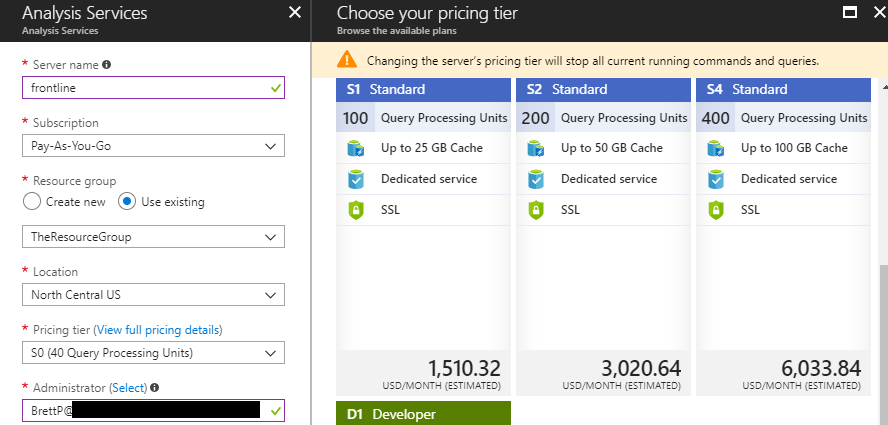 Analysis Services
Analysis Services
* Server name
frontline
* Subscription
Pay-As-You-Go
* Resource group
Create new
Use existing
TheResourceGroup
* Location
North Central US
* Pricing tier (View full pricing details)
S0 (40 Query Processing Units)
* Administrator (Select)
BrettP@
Choose your pricing tier
Browse the available plans
Changing the server's pricing tier will stop all current running commands and queries.
S1 Standard
100 Query Processing Units
Up to 25 GB Cache
Dedicated service
SSL
1,510.32
USD/MONTH (ESTIMATED)
S2 Standard
200 Query Processing Units
Up to 50 GB Cache
Dedicated service
SSL
3,020.64
USD/MONTH (ESTIMATED)
S4 Standard
400 Query Processing Units
Up to 100 GB Cache
Dedicated service
SSL
6,033.84
USD/MONTH (ESTIMATED)
D1 Developer